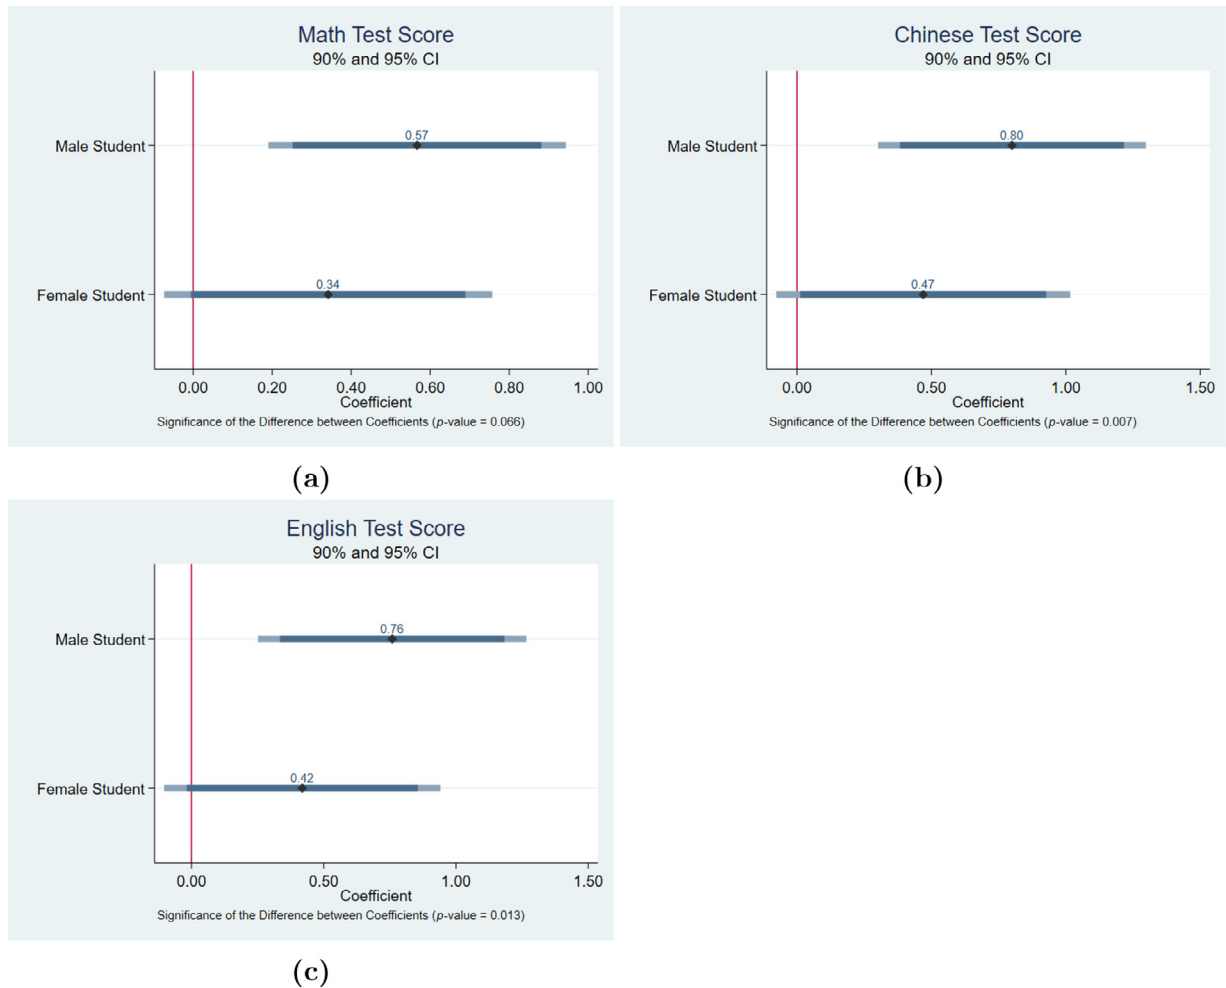 Math Test Score
90% and 95% CI
0.57
Male Student
0.34
Female Student
0.00 0.20 0.40 0.60 0.80 1.00
Coefficient
Significance of the Difference between Coefficients (p-value = 0.066)
(a)
Chinese Test Score
90% and 95% CI
0.80
Male Student
0.47
Female Student
0.00 0.50 1.00 1.50
Coefficient
Significance of the Difference between Coefficients (p-value = 0.007)
(b)
English Test Score
90% and 95% CI
0.76
Male Student
0.42
Female Student
0.00 0.50 1.00 1.50
Coefficient
Significance of the Difference between Coefficients (p-value = 0.013)
(c)